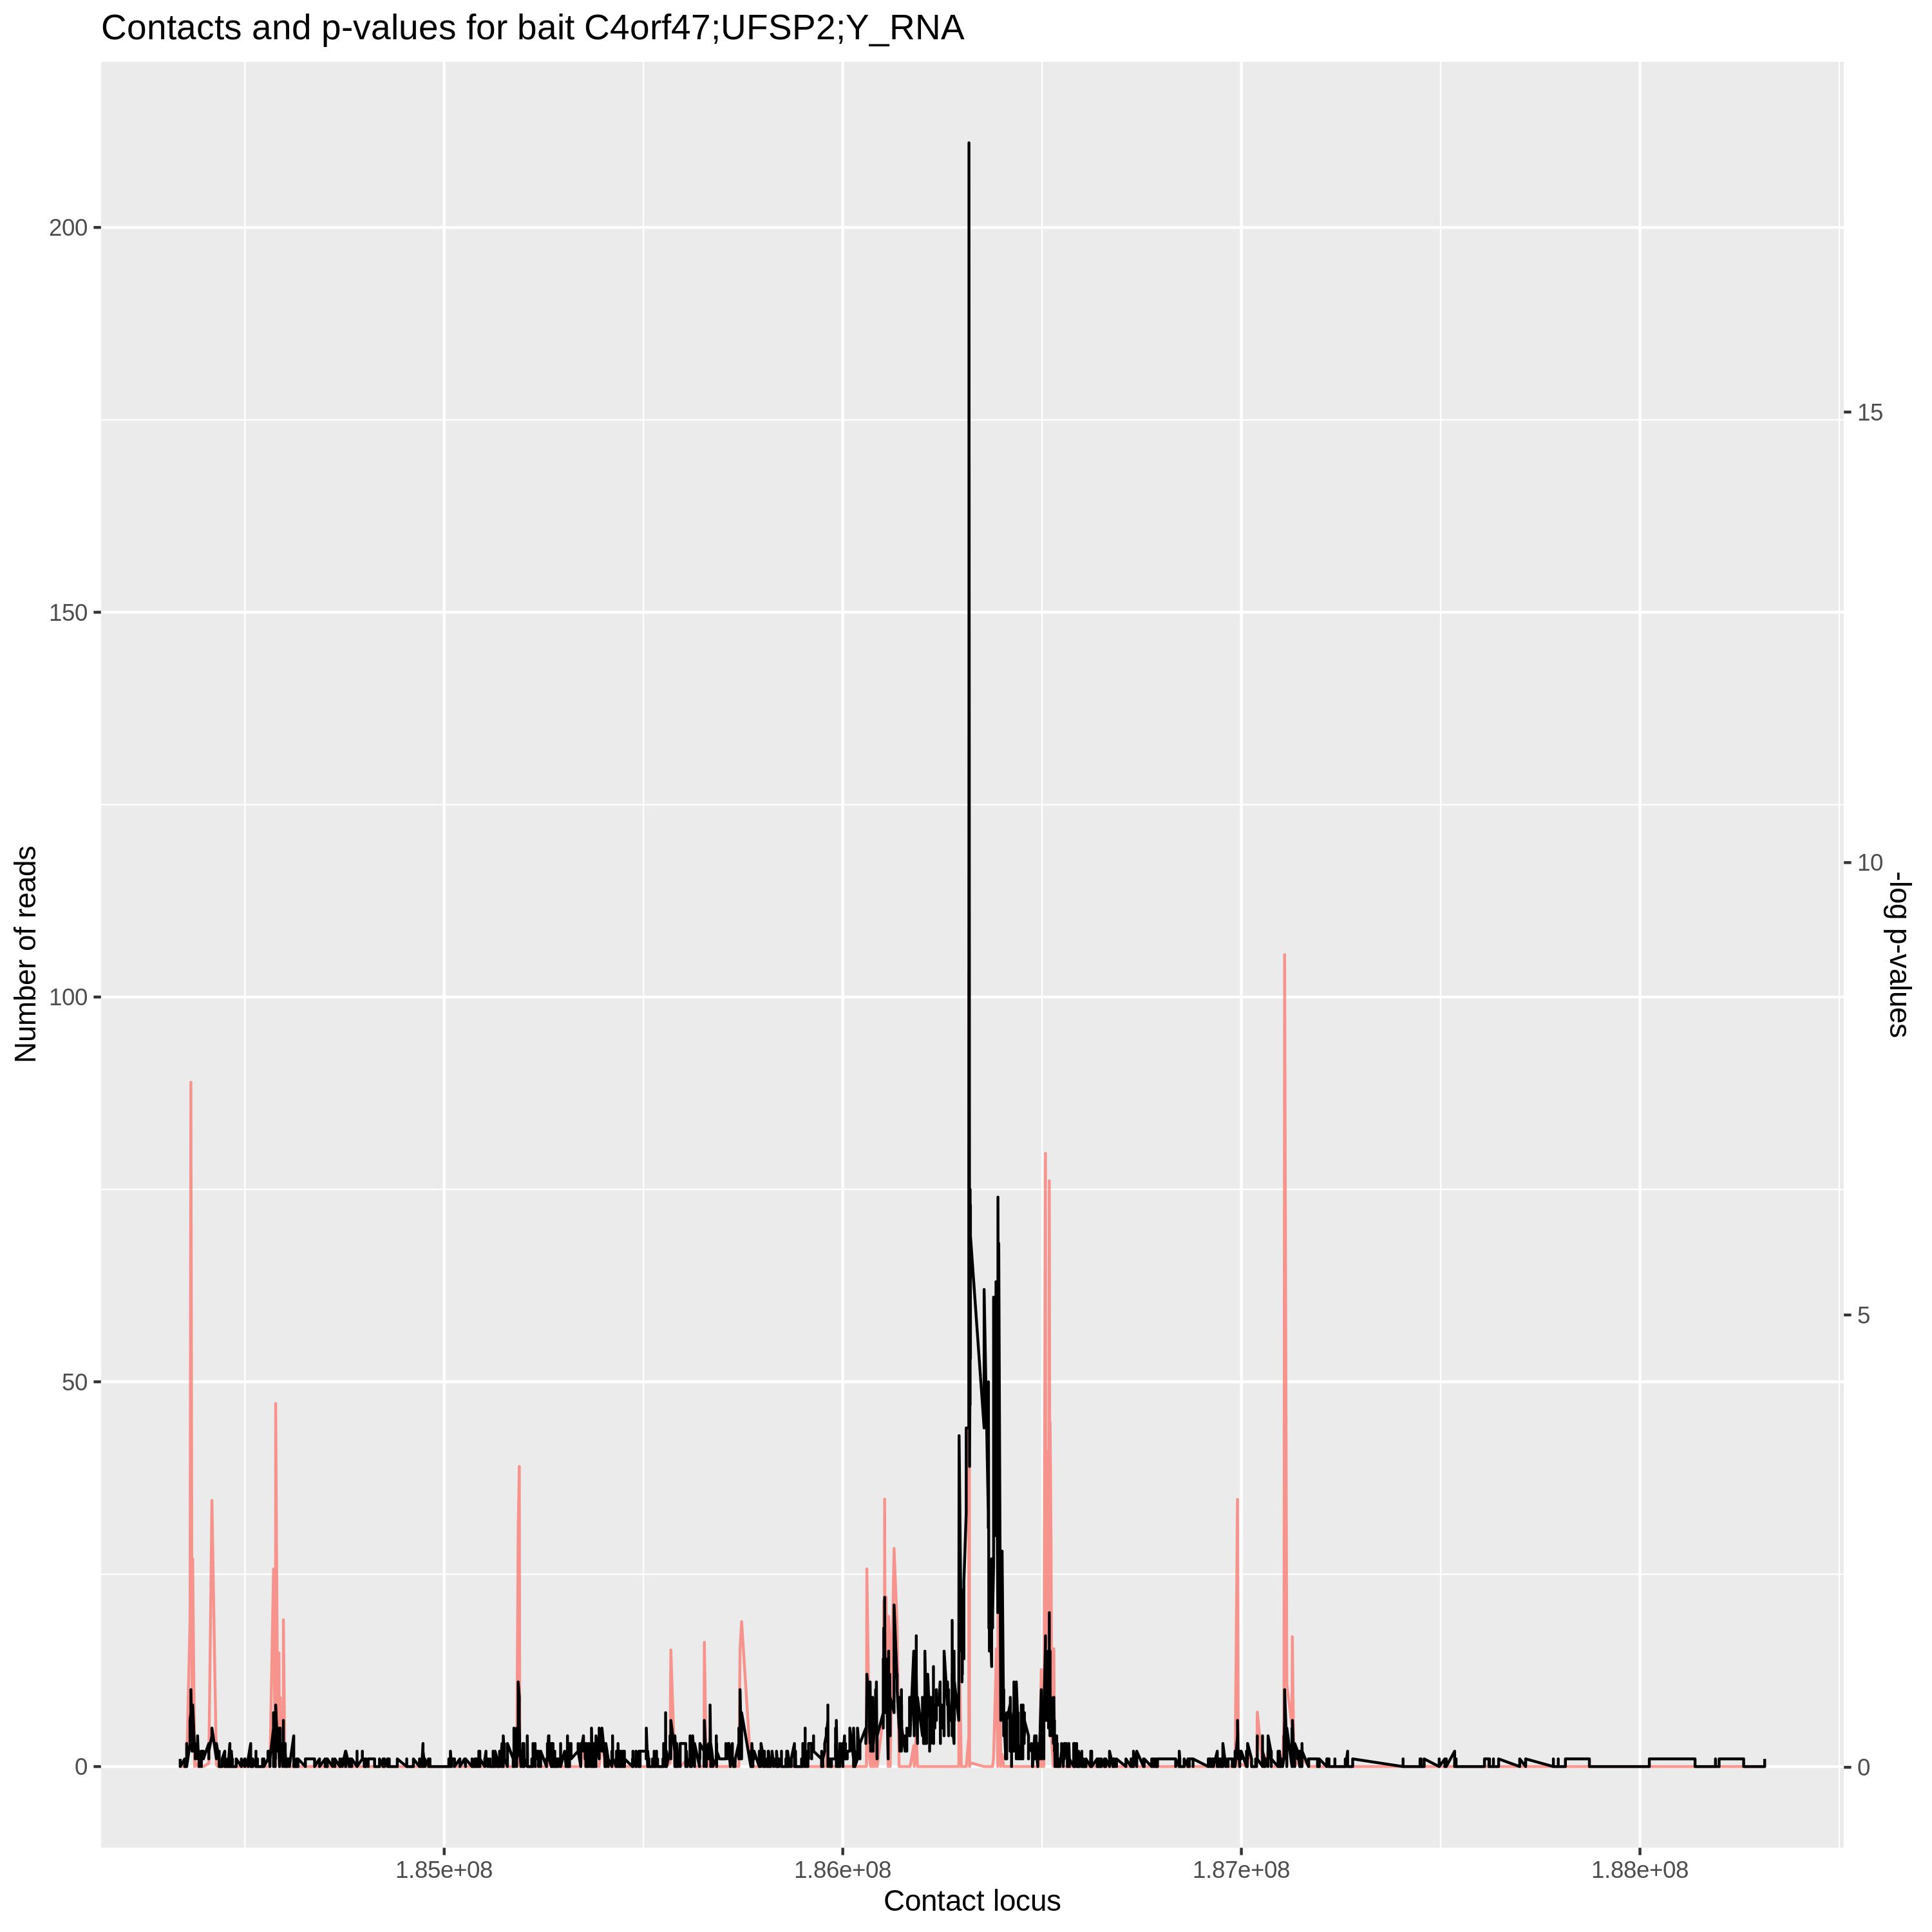 Contacts and p-values for bait C4orf47;UFSP2;Y_RNA
200
150
100
50
0
Number of reads
15
10
5
0
-log p-values
1.85e+08
1.86e+08
1.87e+08
1.88e+08
Contact locus